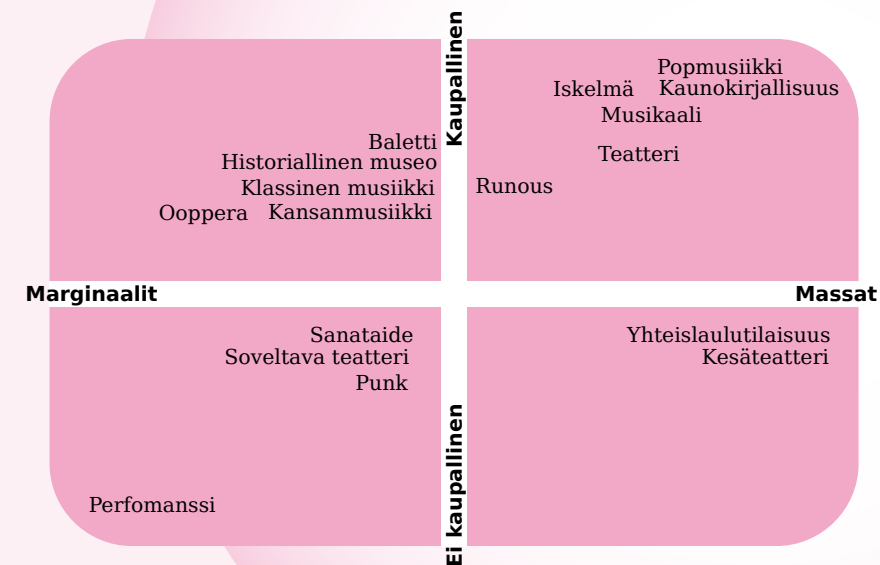 Kaupallinen
Popmusiikki
Iskelmä Kaunokirjallisuus
Musikaali
Baletti
Teatteri
Historiallinen museo
Klassinen musiikki
Runous
Ooppera Kansanmusiikki
Marginaalit
Massat
Sanataide
Yhteislaulutilaisuus
Soveltava teatteri
Kesäteatteri
Punk
Ei kaupallinen
Perfomanssi